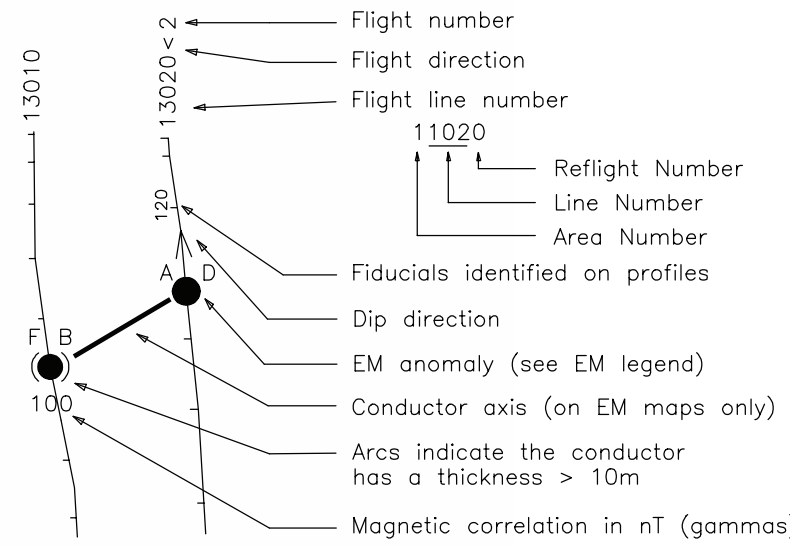 13010
13020 < 2
Flight number
Flight direction
Flight line number
11020
Reflight Number
Line Number
Area Number
120
Fiducials identified on profiles
A D
Dip direction
F B
EM anomaly (see EM legend)
100
Conductor axis (on EM maps only)
Arcs indicate the conductor
has a thickness > 10m
Magnetic correlation in nT (gammas)